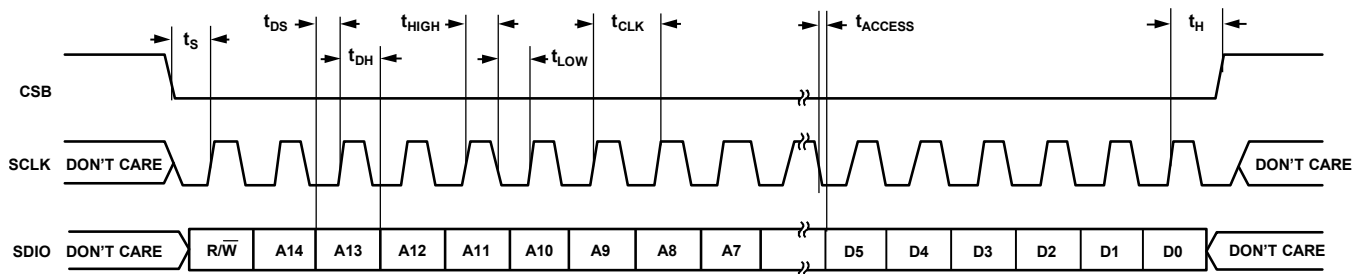 tDS tHIGH tCLK tACCESS tH
tS
tDH tLOW
CSB
SCLK DON'T CARE DON'T CARE
SDIO DON'T CARE R/W̅ A14 A13 A12 A11 A10 A9 A8 A7 D5 D4 D3 D2 D1 D0 DON'T CARE